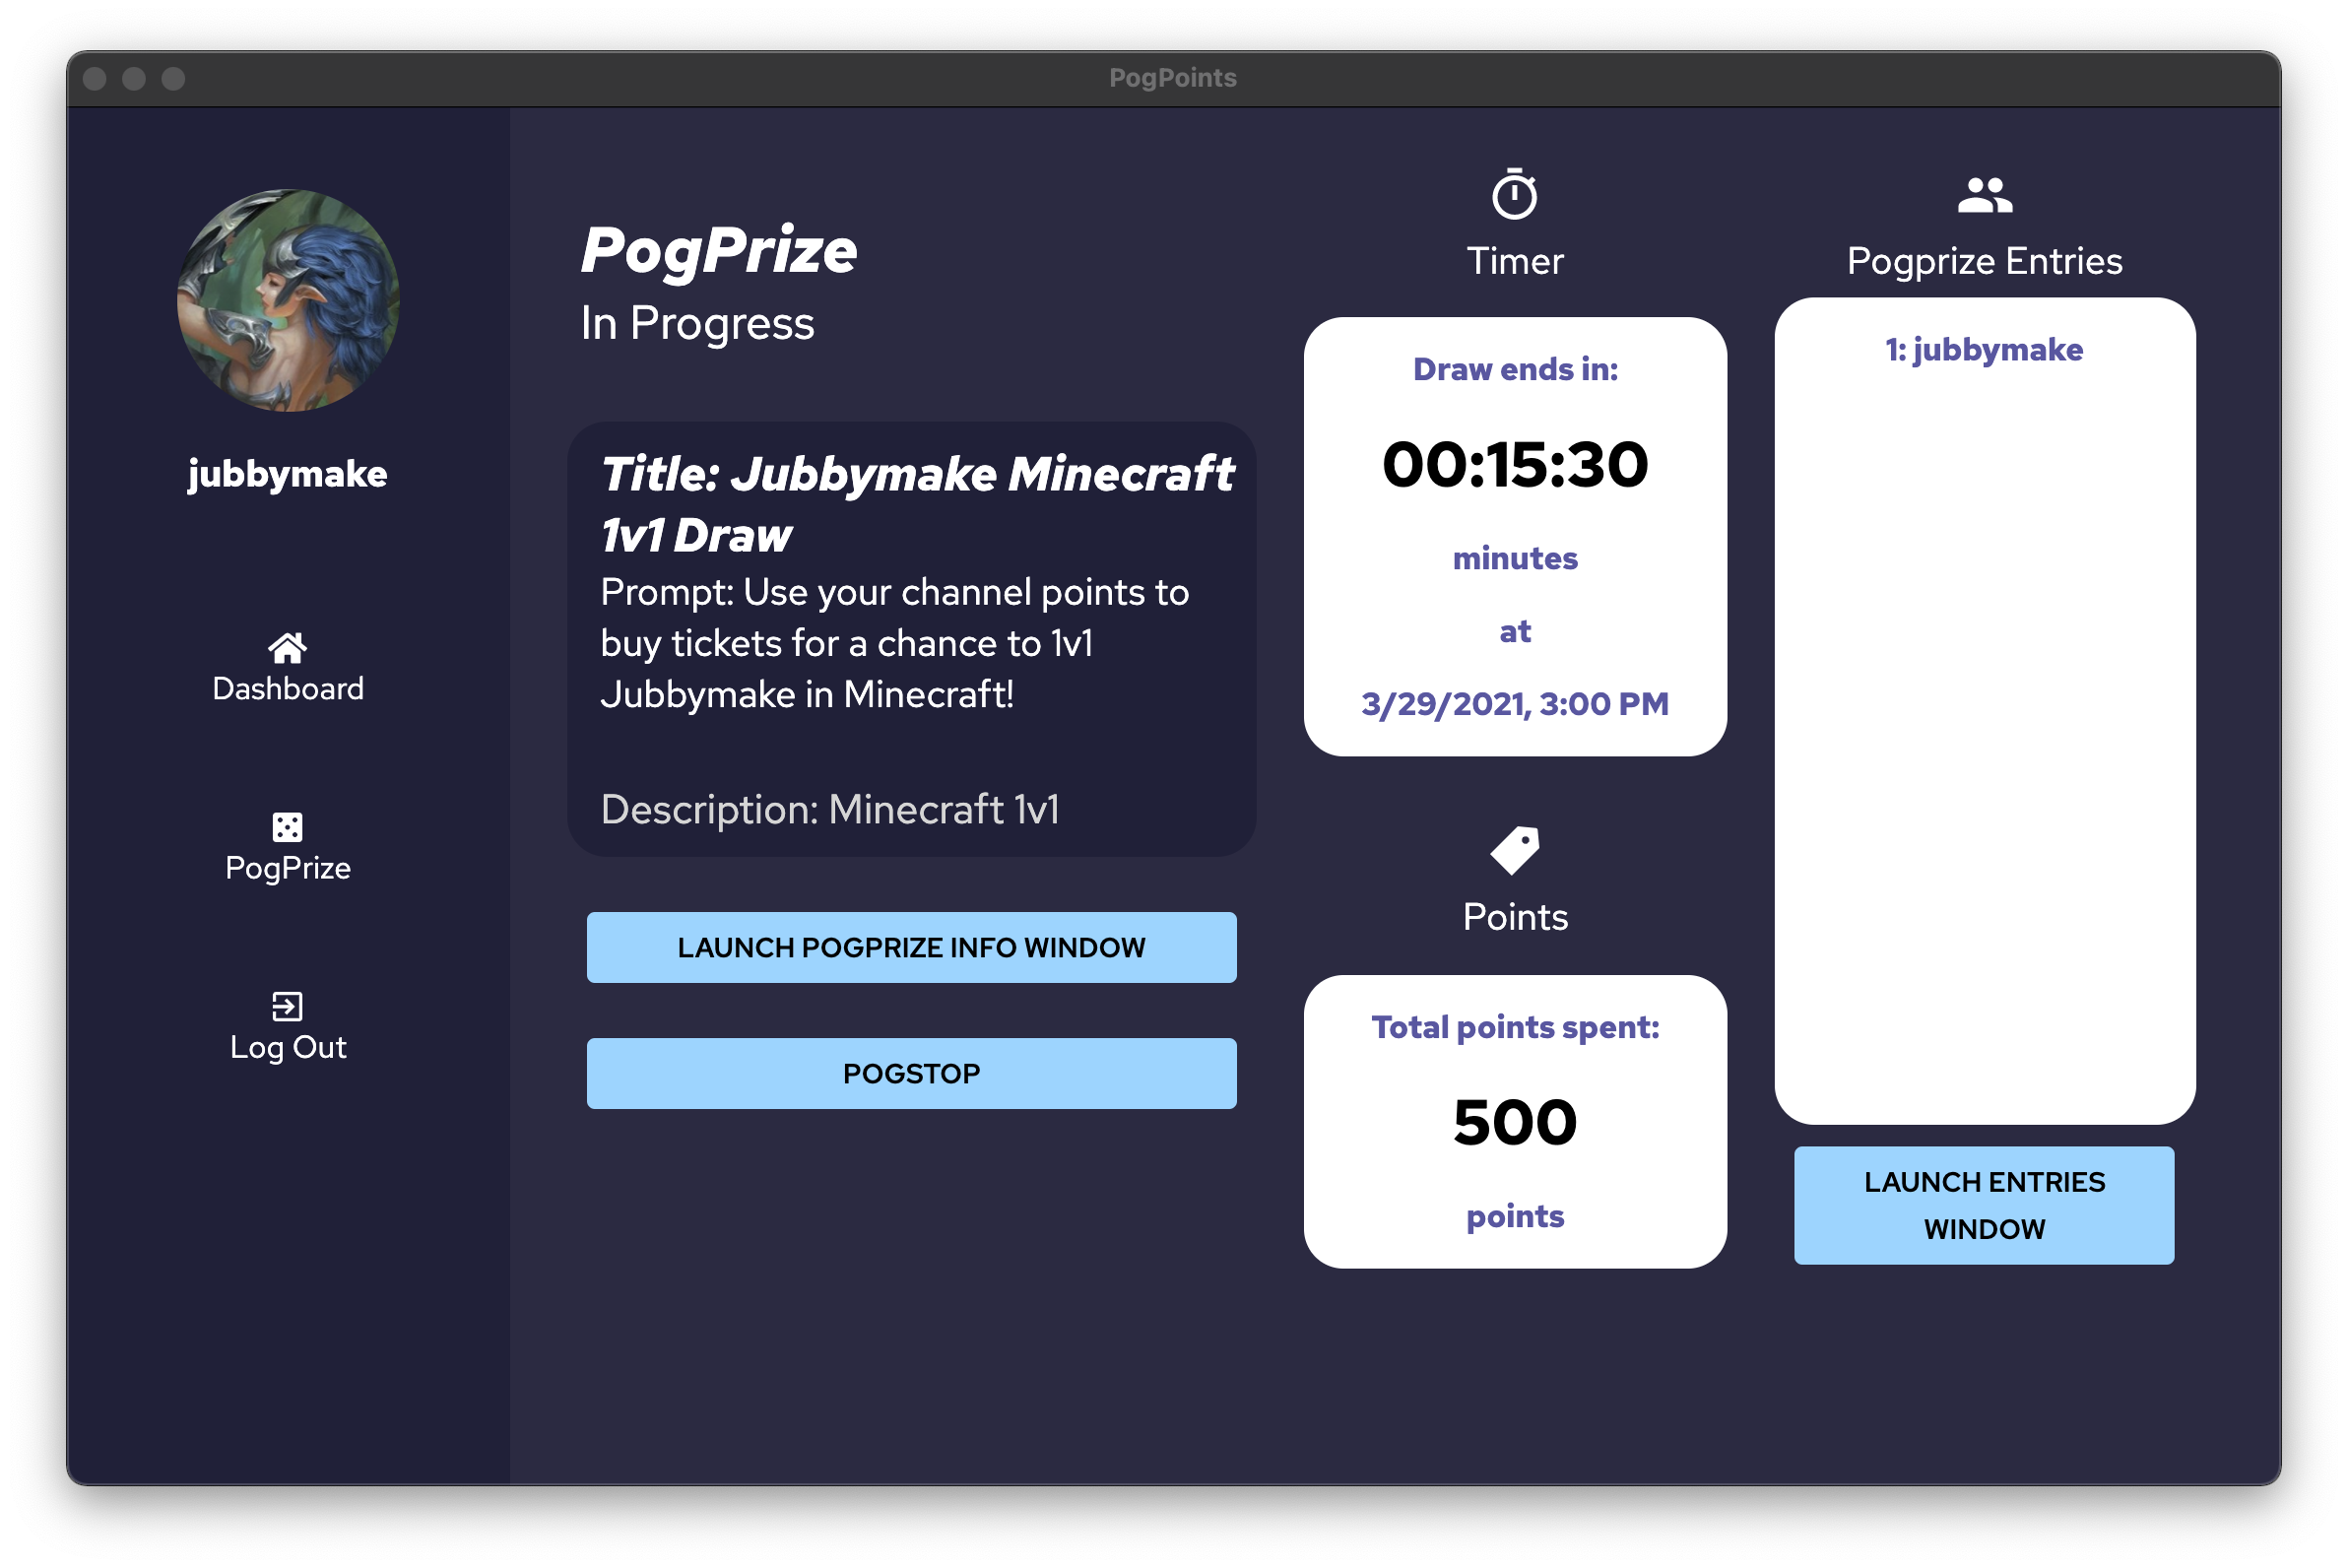 PogPoints
jubbymake
Dashboard
PogPrize
Log Out
PogPrize
In Progress
Title: Jubbymake Minecraft
1v1 Draw
Prompt: Use your channel points to
buy tickets for a chance to 1v1
Jubbymake in Minecraft!
Description: Minecraft 1v1
LAUNCH POGPRIZE INFO WINDOW
POGSTOP
Timer
Draw ends in:
00:15:30
minutes
at
3/29/2021, 3:00 PM
Points
Total points spent:
500
points
Pogprize Entries
1: jubbymake
LAUNCH ENTRIES
WINDOW